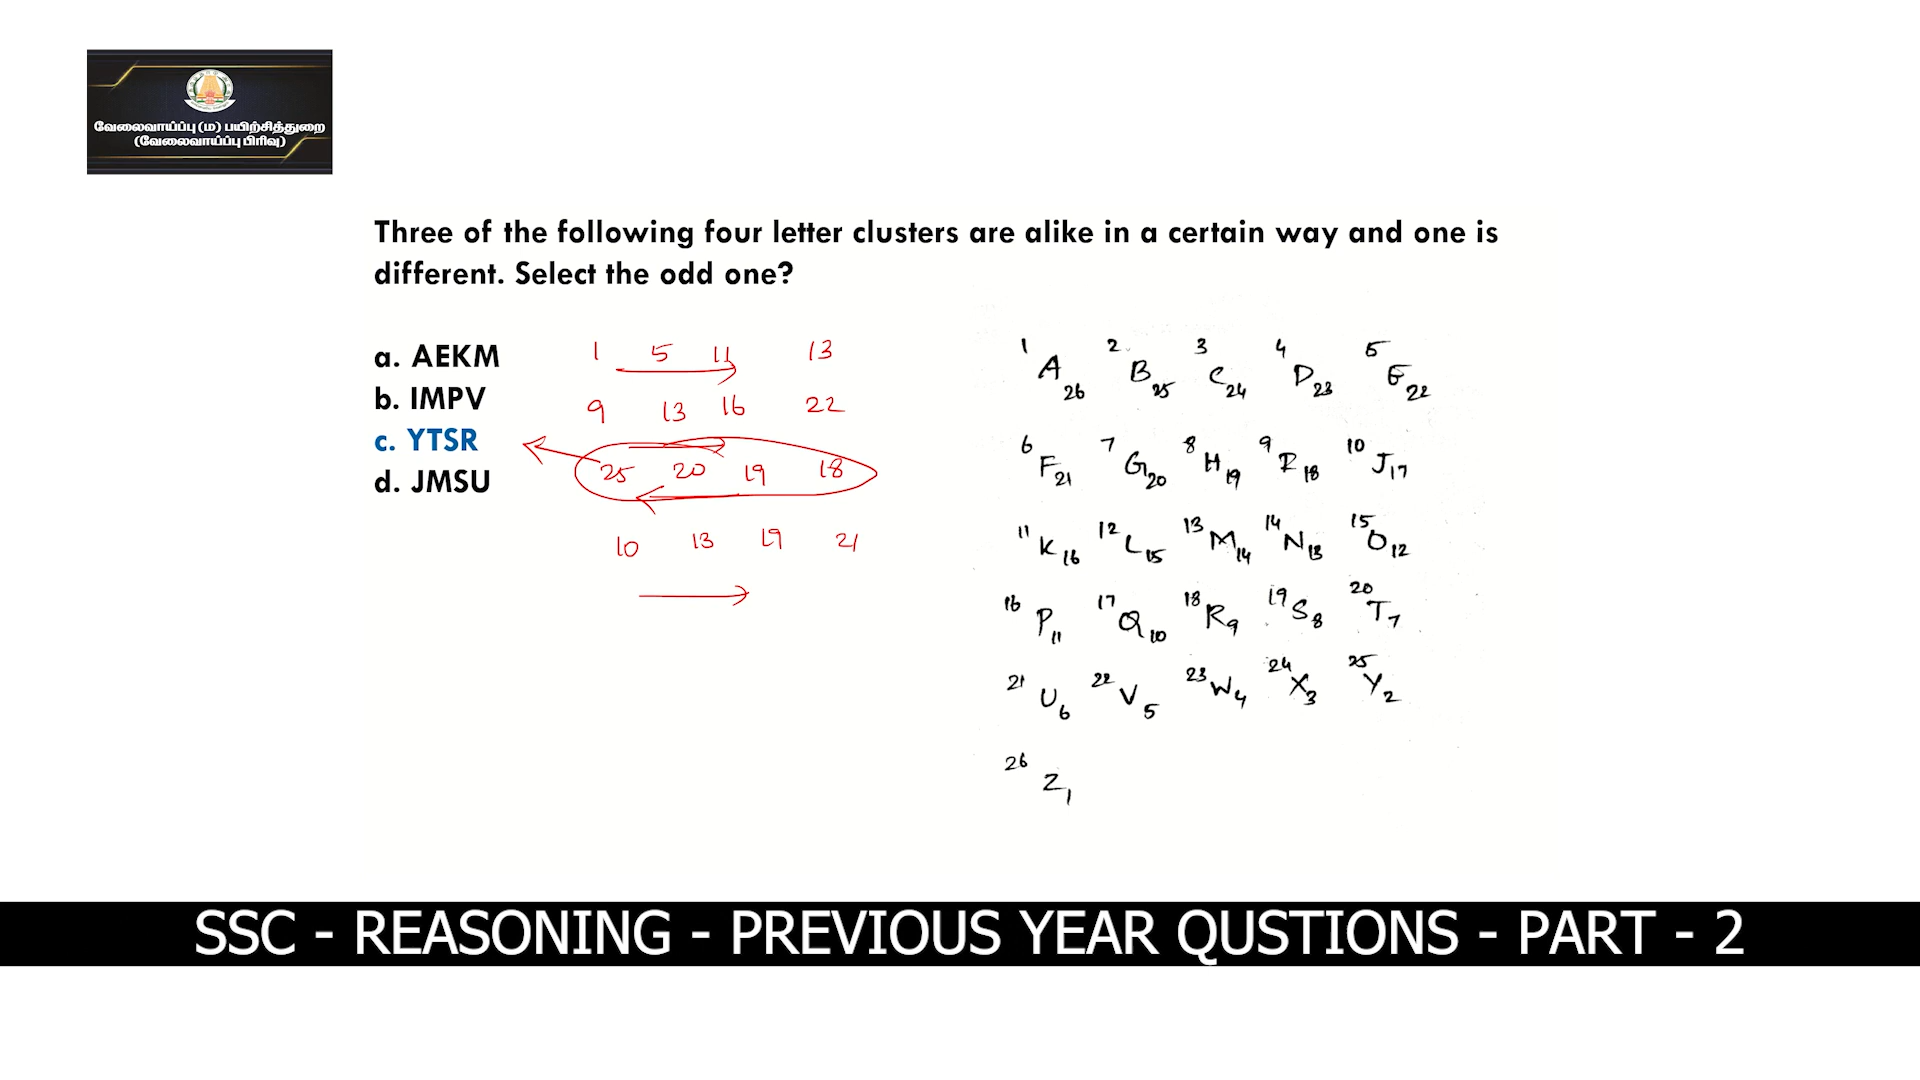 வேலைவாய்ப்பு (ம) பயிற்சித்துறை
(வேலைவாய்ப்பு பிரிவு)
Three of the following four letter clusters are alike in a certain way and one is
different. Select the odd one?
a. AEKM
b. IMPV
c. YTSR
d. JMSU
1 5 11 13
9 13 16 22
25 20 19 18
10 13 19 21
1 A 26 2 B 25 3 C 24 4 D 23 5 E 22
6 F 21 7 G 20 8 H 19 9 I 18 10 J 17
11 K 16 12 L 15 13 M 14 14 N 13 15 O 12
16 P 11 17 Q 10 18 R 9 19 S 8 20 T 7
21 U 6 22 V 5 23 W 4 24 X 3 25 Y 2
26 Z 1
SSC - REASONING - PREVIOUS YEAR QUSTIONS - PART - 2